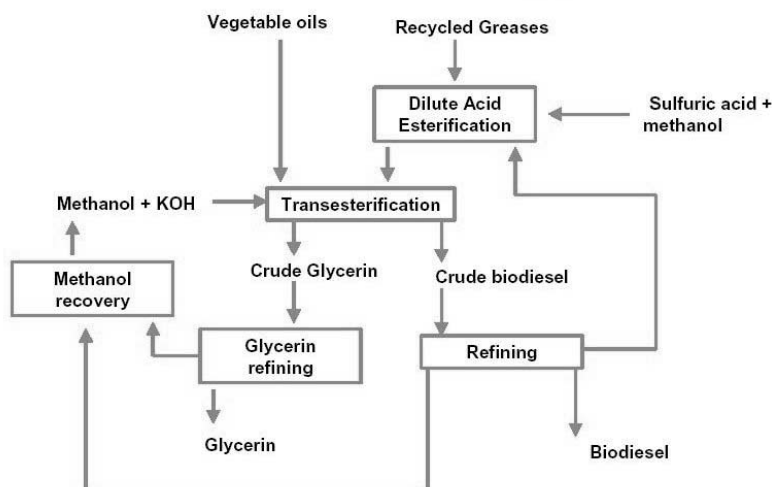 Vegetable oils
Recycled Greases
Dilute Acid
Esterification
Sulfuric acid +
methanol
Methanol + KOH
Transesterification
Crude Glycerin
Crude biodiesel
Methanol
recovery
Glycerin
refining
Refining
Glycerin
Biodiesel